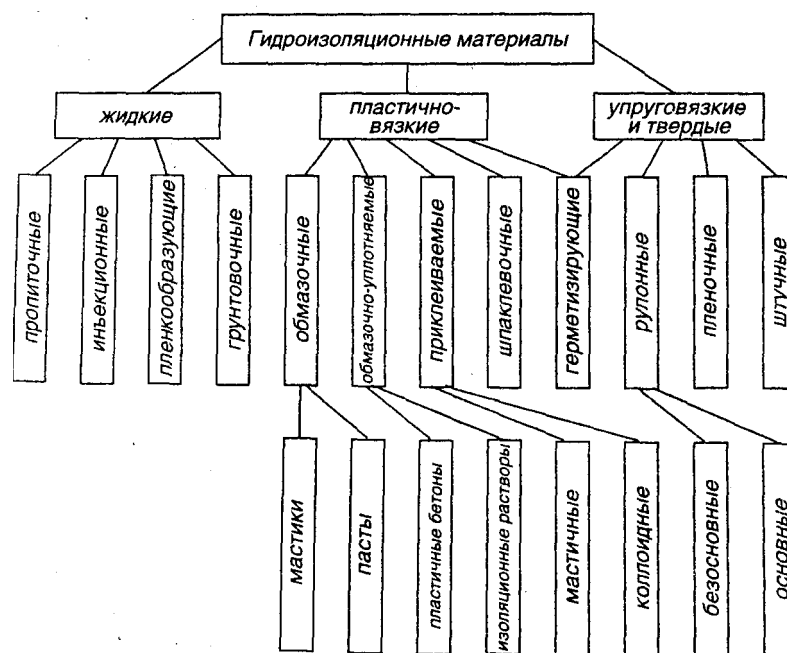 Гидроизоляционные материалы
жидкие
пластично-
вязкие
упруговязкие
и твердые
пропиточные
инъекционные
пленкообразующие
грунтовочные
обмазочные
обмазочно-уплотняемые
приклеиваемые
шпаклевочные
герметизирующие
рулонные
пленочные
штучные
мастики
пасты
пластичные бетоны
изоляционные растворы
мастичные
коллоидные
безосновные
основные